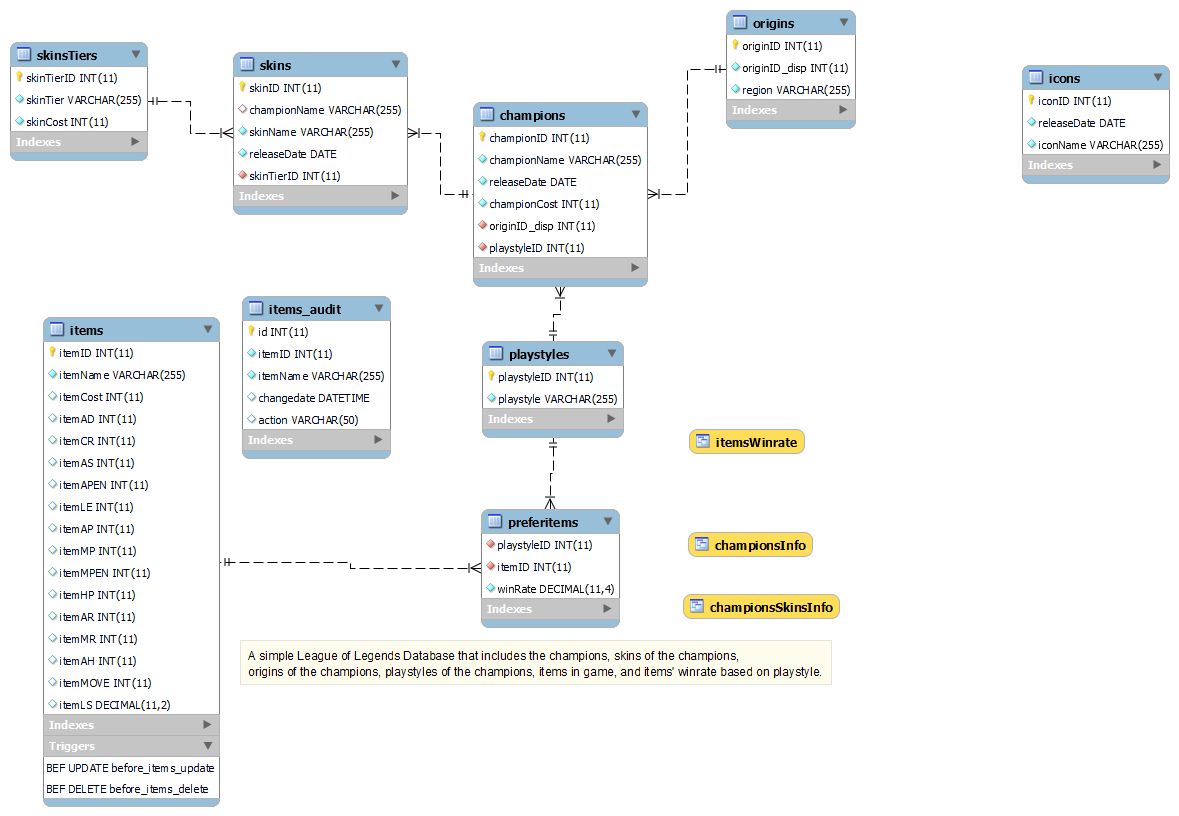 skinsTiers
skinTierID INT(11)
skinTier VARCHAR(255)
skinCost INT(11)
Indexes
skins
skinID INT(11)
championName VARCHAR(255)
skinName VARCHAR(255)
releaseDate DATE
skinTierID INT(11)
Indexes
champions
championID INT(11)
championName VARCHAR(255)
releaseDate DATE
championCost INT(11)
originID_disp INT(11)
playstyleID INT(11)
Indexes
origins
originID INT(11)
originID_disp INT(11)
region VARCHAR(255)
Indexes
icons
iconID INT(11)
releaseDate DATE
iconName VARCHAR(255)
Indexes
items
itemID INT(11)
itemName VARCHAR(255)
itemCost INT(11)
itemAD INT(11)
itemCR INT(11)
itemAS INT(11)
itemAPEN INT(11)
itemLE INT(11)
itemAP INT(11)
itemMP INT(11)
itemMPEN INT(11)
itemHP INT(11)
itemAR INT(11)
itemMR INT(11)
itemAH INT(11)
itemMOVE INT(11)
itemLS DECIMAL(11,2)
Indexes
Triggers
BEF UPDATE before_items_update
BEF DELETE before_items_delete
items_audit
id INT(11)
itemID INT(11)
itemName VARCHAR(255)
changedate DATETIME
action VARCHAR(50)
Indexes
playstyles
playstyleID INT(11)
playstyle VARCHAR(255)
Indexes
preferitems
playstyleID INT(11)
itemID INT(11)
winRate DECIMAL(11,4)
Indexes
itemsWinrate
championsInfo
championsSkinsInfo
A simple League of Legends Database that includes the champions, skins of the champions,
origins of the champions, playstyles of the champions, items in game, and items' winrate based on playstyle.